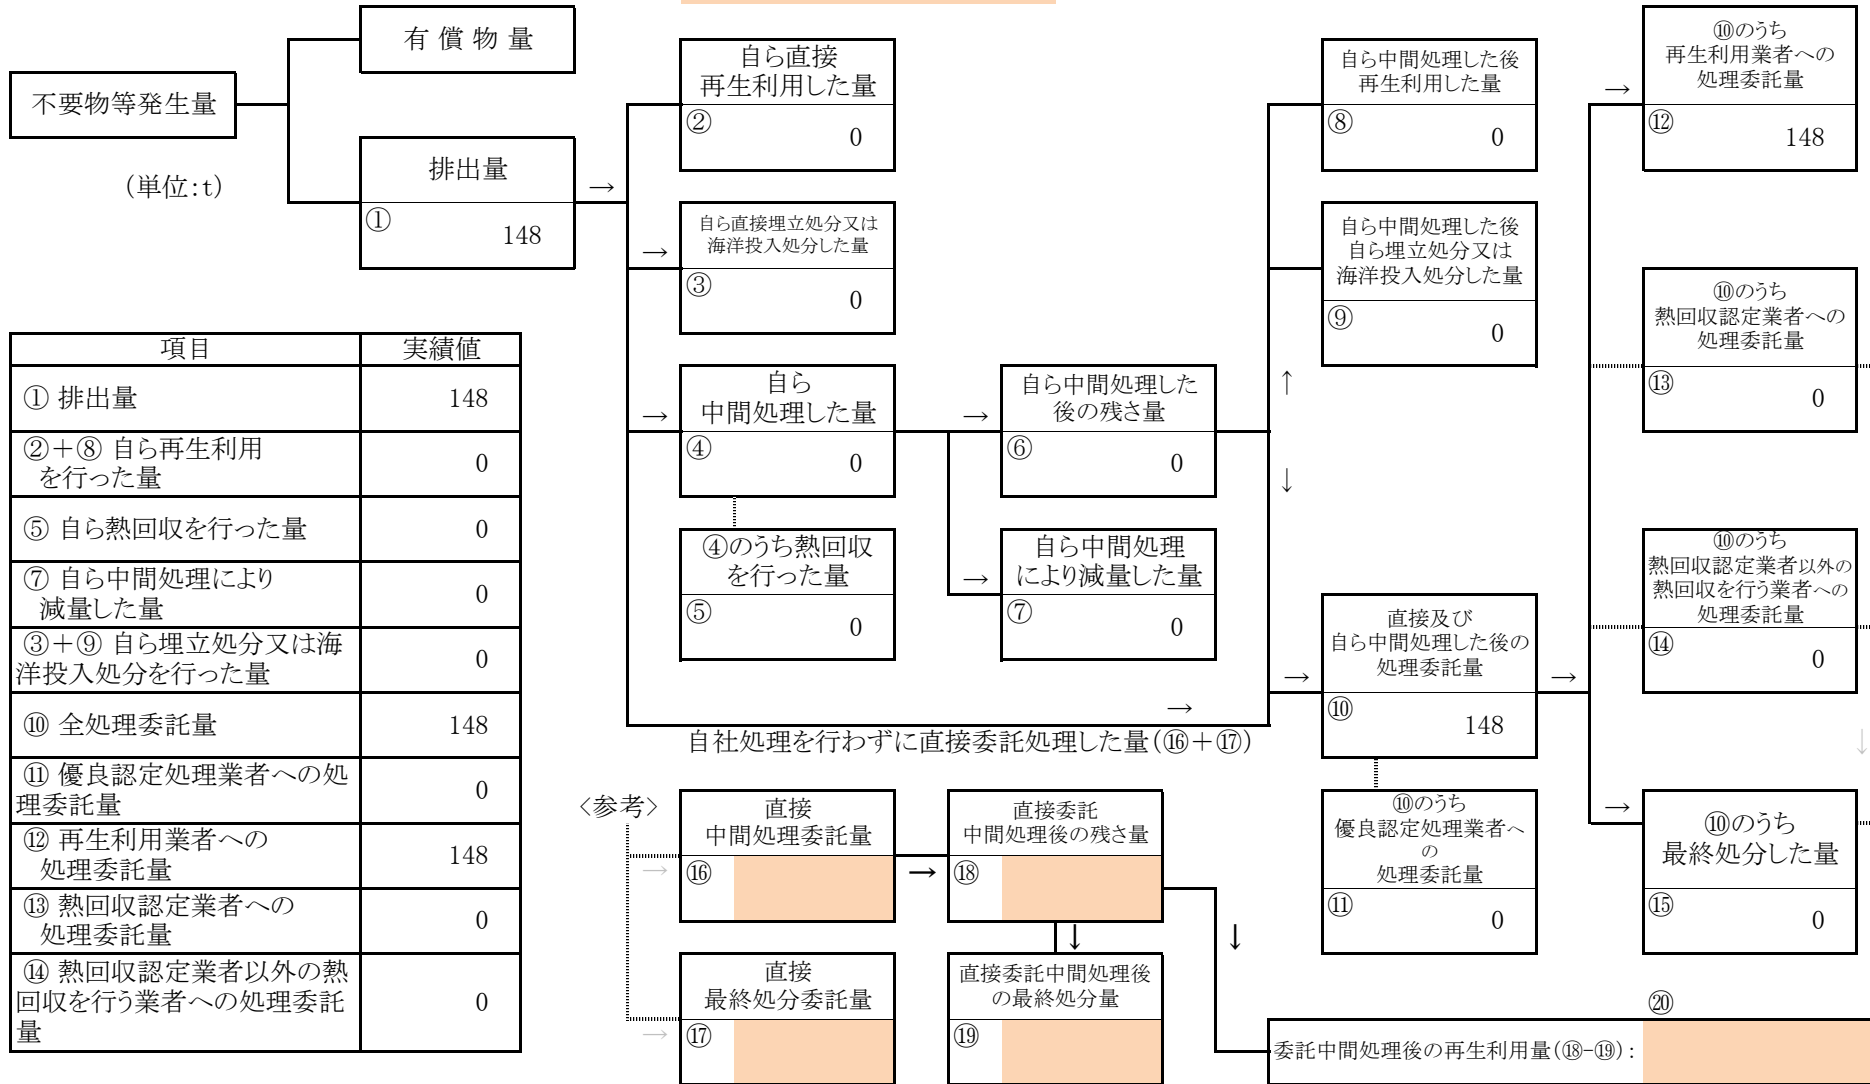 有 償 物 量
不要物等発生量
(単位:t)
排出量
①
148
自ら直接
再生利用した量
②
0
自ら直接埋立処分又は
海洋投入処分した量
③
0
自ら
中間処理した量
④
0
④のうち熱回収
を行った量
⑤
0
自ら中間処理した
後の残さ量
⑥
0
自ら中間処理
により減量した量
⑦
0
自ら中間処理した後
再生利用した量
⑧
0
自ら中間処理した後
自ら埋立処分又は
海洋投入処分した量
⑨
0
直接及び
自ら中間処理した後の
処理委託量
⑩
148
⑩のうち
優良認定処理業者へ
の
処理委託量
⑪
0
⑩のうち
再生利用業者への
処理委託量
⑫
148
⑩のうち
熱回収認定業者への
処理委託量
⑬
0
⑩のうち
熱回収認定業者以外の
熱回収を行う業者への
処理委託量
⑭
0
⑩のうち
最終処分した量
⑮
0
自社処理を行わずに直接委託処理した量(⑯+⑰)
<参考>
直接
中間処理委託量
⑯
直接委託
中間処理後の残さ量
⑱
直接
最終処分委託量
⑰
直接委託中間処理後
の最終処分量
⑲
⑳
委託中間処理後の再生利用量(⑱-⑲):
項目 実績値
① 排出量 148
②+⑧ 自ら再生利用
を行った量 0
⑤ 自ら熱回収を行った量 0
⑦ 自ら中間処理により
減量した量 0
③+⑨ 自ら埋立処分又は海
洋投入処分を行った量 0
⑩ 全処理委託量 148
⑪ 優良認定処理業者への処
理委託量 0
⑫ 再生利用業者への
処理委託量 148
⑬ 熱回収認定業者への
処理委託量 0
⑭ 熱回収認定業者以外の熱
回収を行う業者への処理委託
量 0